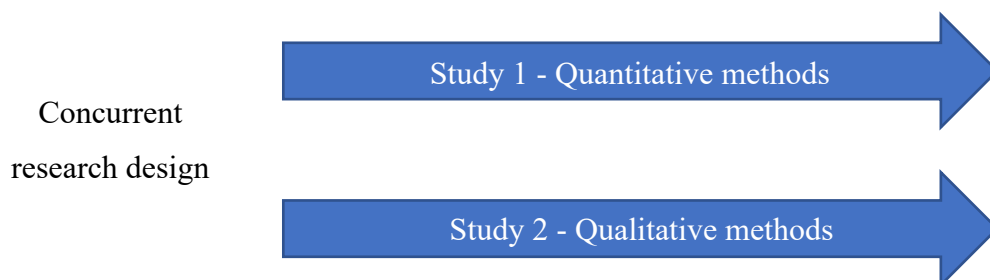 Concurrent
research design
Study 1 - Quantitative methods
Study 2 - Qualitative methods